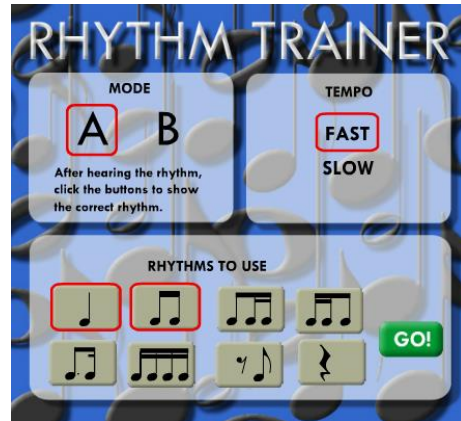 RHYTHM TRAINER
MODE
A B
After hearing the rhythm,
click the buttons to show
the correct rhythm.
TEMPO
FAST
SLOW
RHYTHMS TO USE
GO!